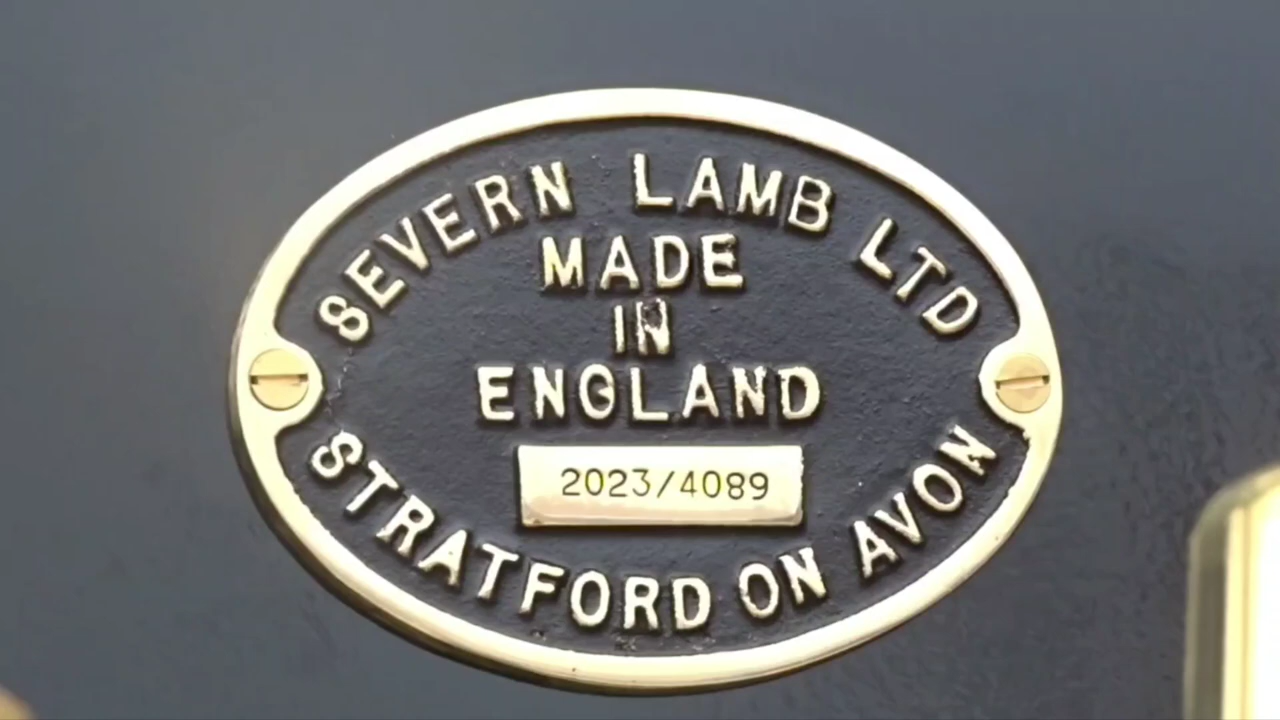 SEVERN LAMB LTD
MADE
IN
ENGLAND
2023/4089
STRATFORD ON AVON